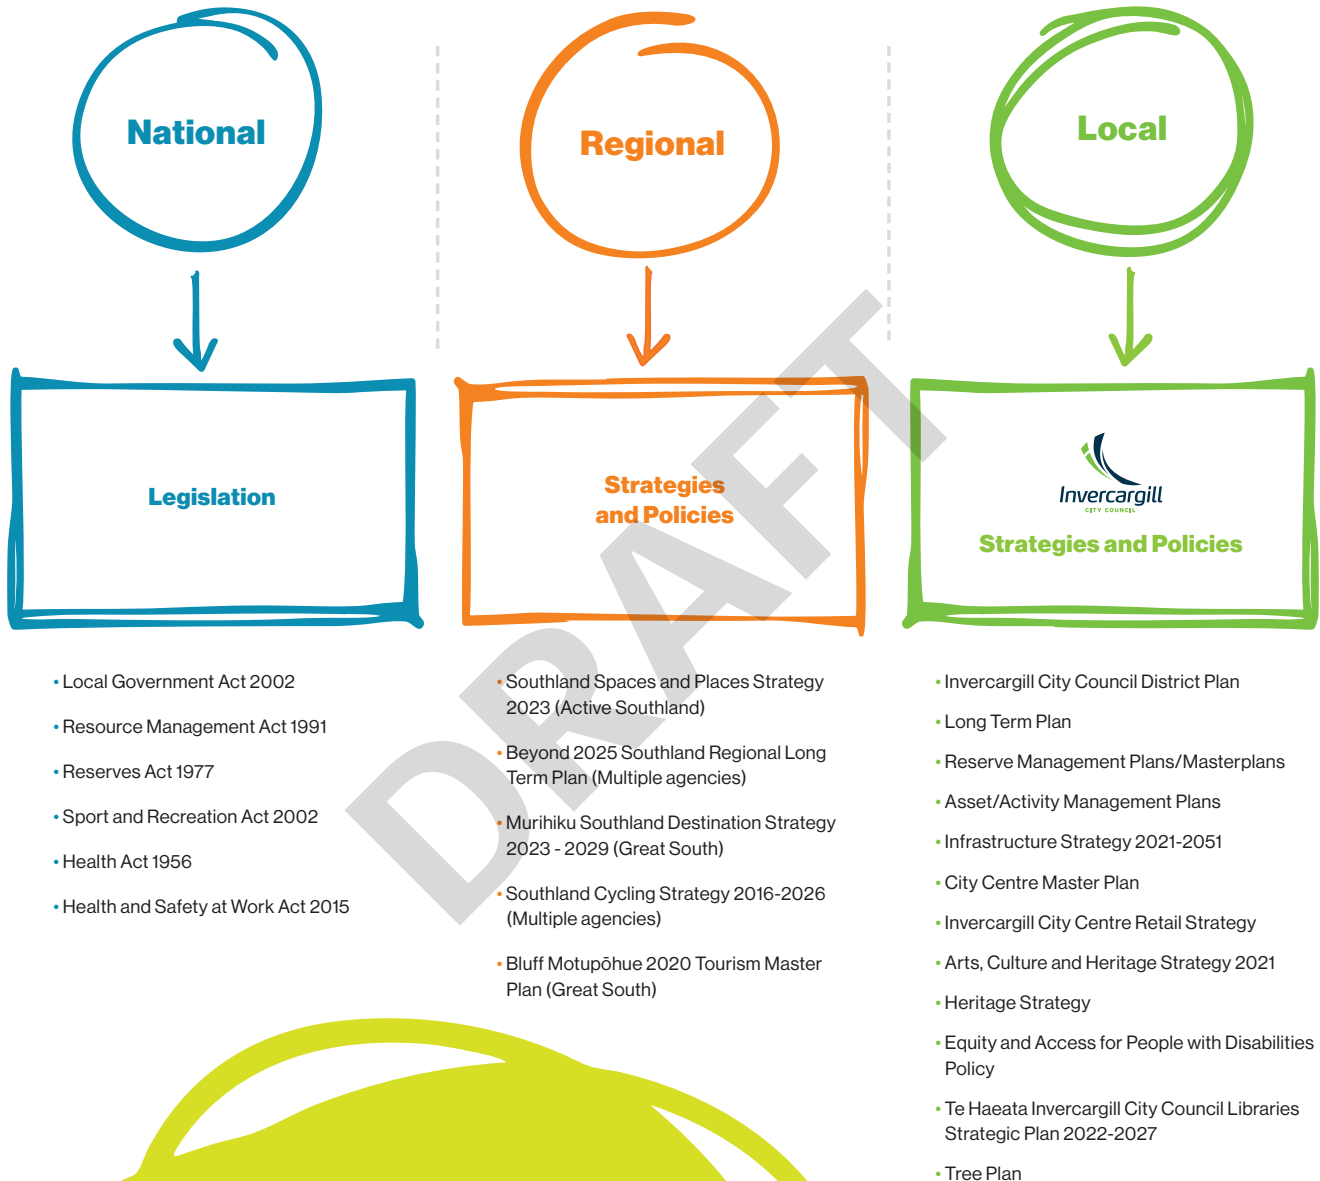 National
Legislation
• Local Government Act 2002
• Resource Management Act 1991
• Reserves Act 1977
• Sport and Recreation Act 2002
• Health Act 1956
• Health and Safety at Work Act 2015
Regional
Strategies
and Policies
• Southland Spaces and Places Strategy
2023 (Active Southland)
• Beyond 2025 Southland Regional Long
Term Plan (Multiple agencies)
• Murihiku Southland Destination Strategy
2023 - 2029 (Great South)
• Southland Cycling Strategy 2016-2026
(Multiple agencies)
• Bluff Motupōhue 2020 Tourism Master
Plan (Great South)
Local
Invercargill
CITY COUNCIL
Strategies and Policies
• Invercargill City Council District Plan
• Long Term Plan
• Reserve Management Plans/Masterplans
• Asset/Activity Management Plans
• Infrastructure Strategy 2021-2051
• City Centre Master Plan
• Invercargill City Centre Retail Strategy
• Arts, Culture and Heritage Strategy 2021
• Heritage Strategy
• Equity and Access for People with Disabilities
Policy
• Te Haeata Invercargill City Council Libraries
Strategic Plan 2022-2027
• Tree Plan
DRAFT